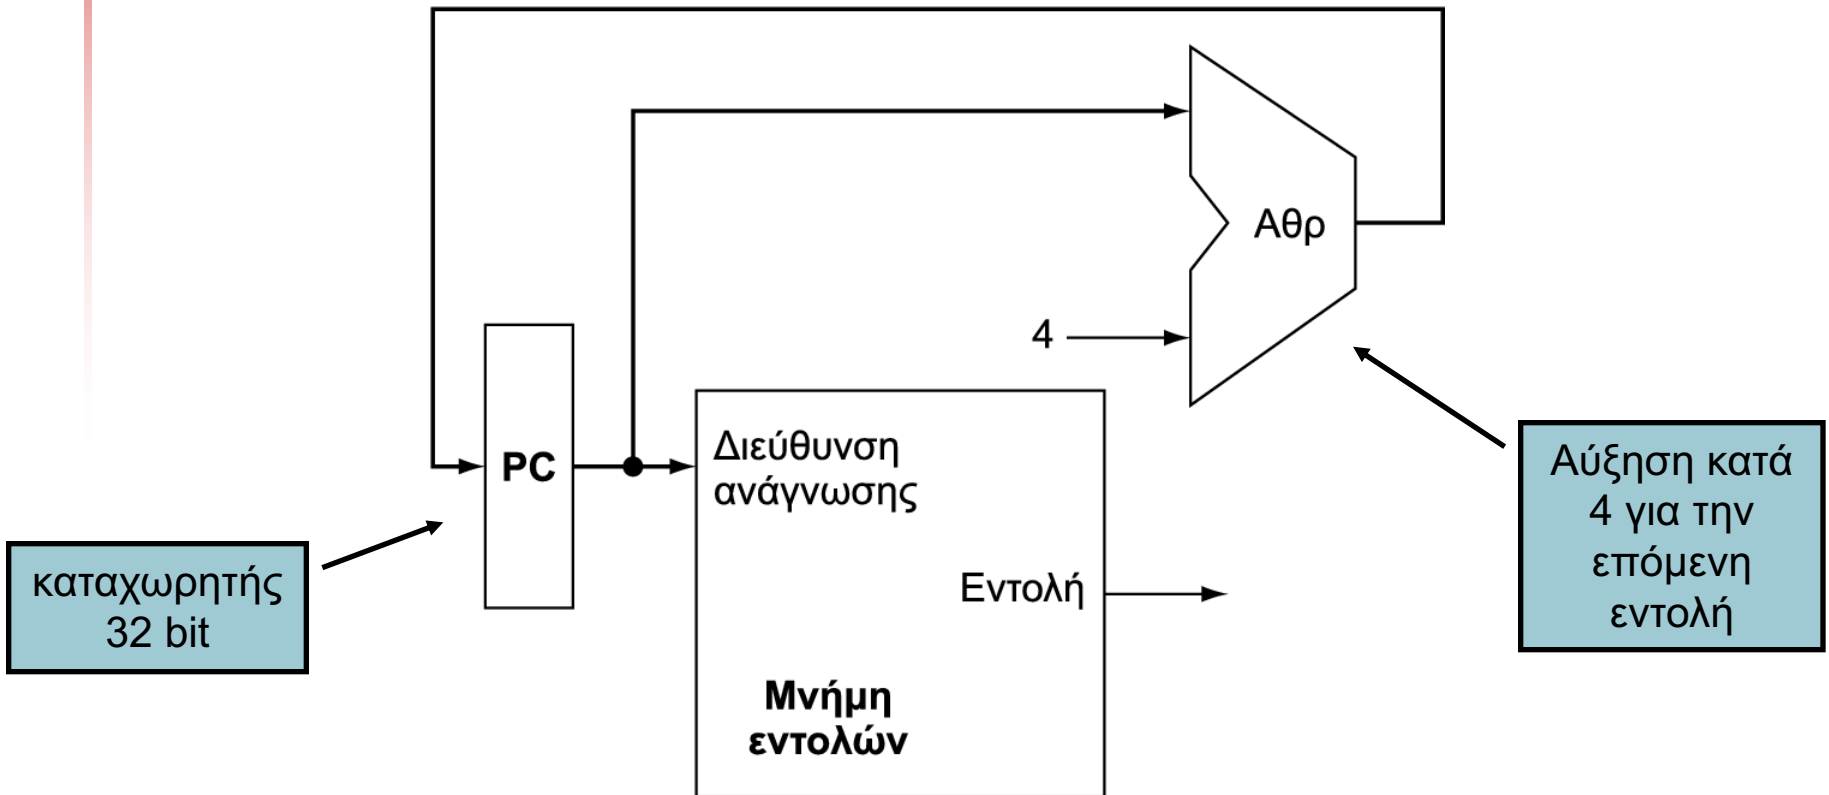 Αθρ
4
PC
Διεύθυνση
ανάγνωσης
Εντολή
Μνήμη
εντολών
καταχωρητής
32 bit
Αύξηση κατά
4 για την
επόμενη
εντολή